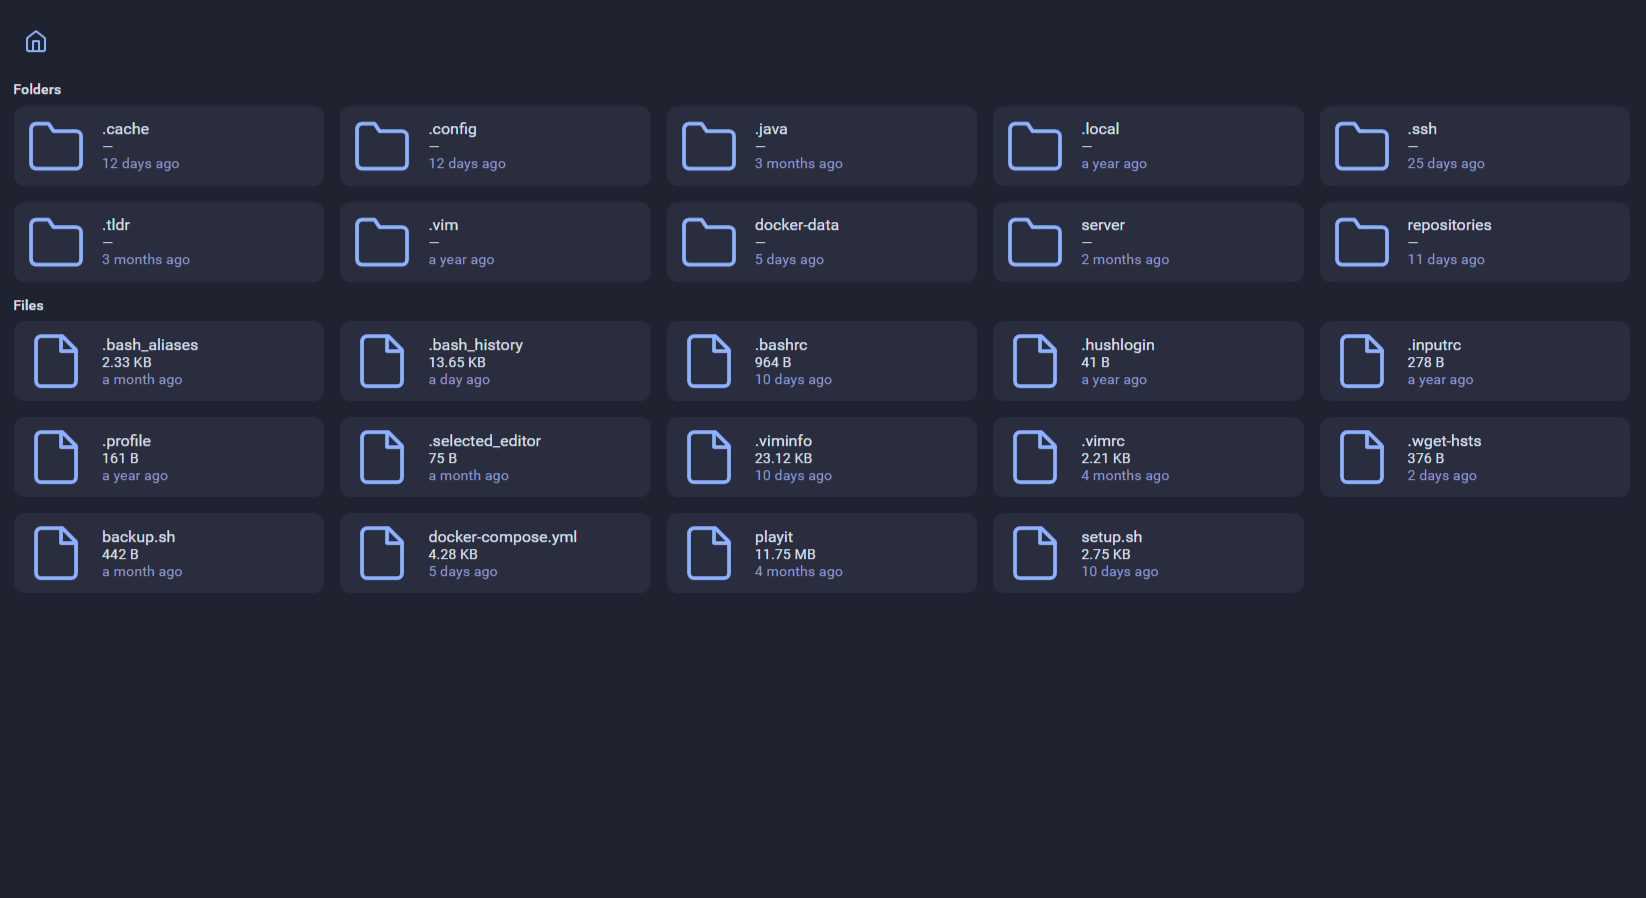 Folders
.cache
—
12 days ago
.config
—
12 days ago
.java
—
3 months ago
.local
—
a year ago
.ssh
—
25 days ago
.tldr
—
3 months ago
.vim
—
a year ago
docker-data
—
5 days ago
server
—
2 months ago
repositories
—
11 days ago
Files
.bash_aliases
2.33 KB
a month ago
.bash_history
13.65 KB
a day ago
.bashrc
964 B
10 days ago
.hushlogin
41 B
a year ago
.inputrc
278 B
a year ago
.profile
161 B
a year ago
.selected_editor
75 B
a month ago
.viminfo
23.12 KB
10 days ago
.vimrc
2.21 KB
4 months ago
.wget-hsts
376 B
2 days ago
backup.sh
442 B
a month ago
docker-compose.yml
4.28 KB
5 days ago
playit
11.75 MB
4 months ago
setup.sh
2.75 KB
10 days ago